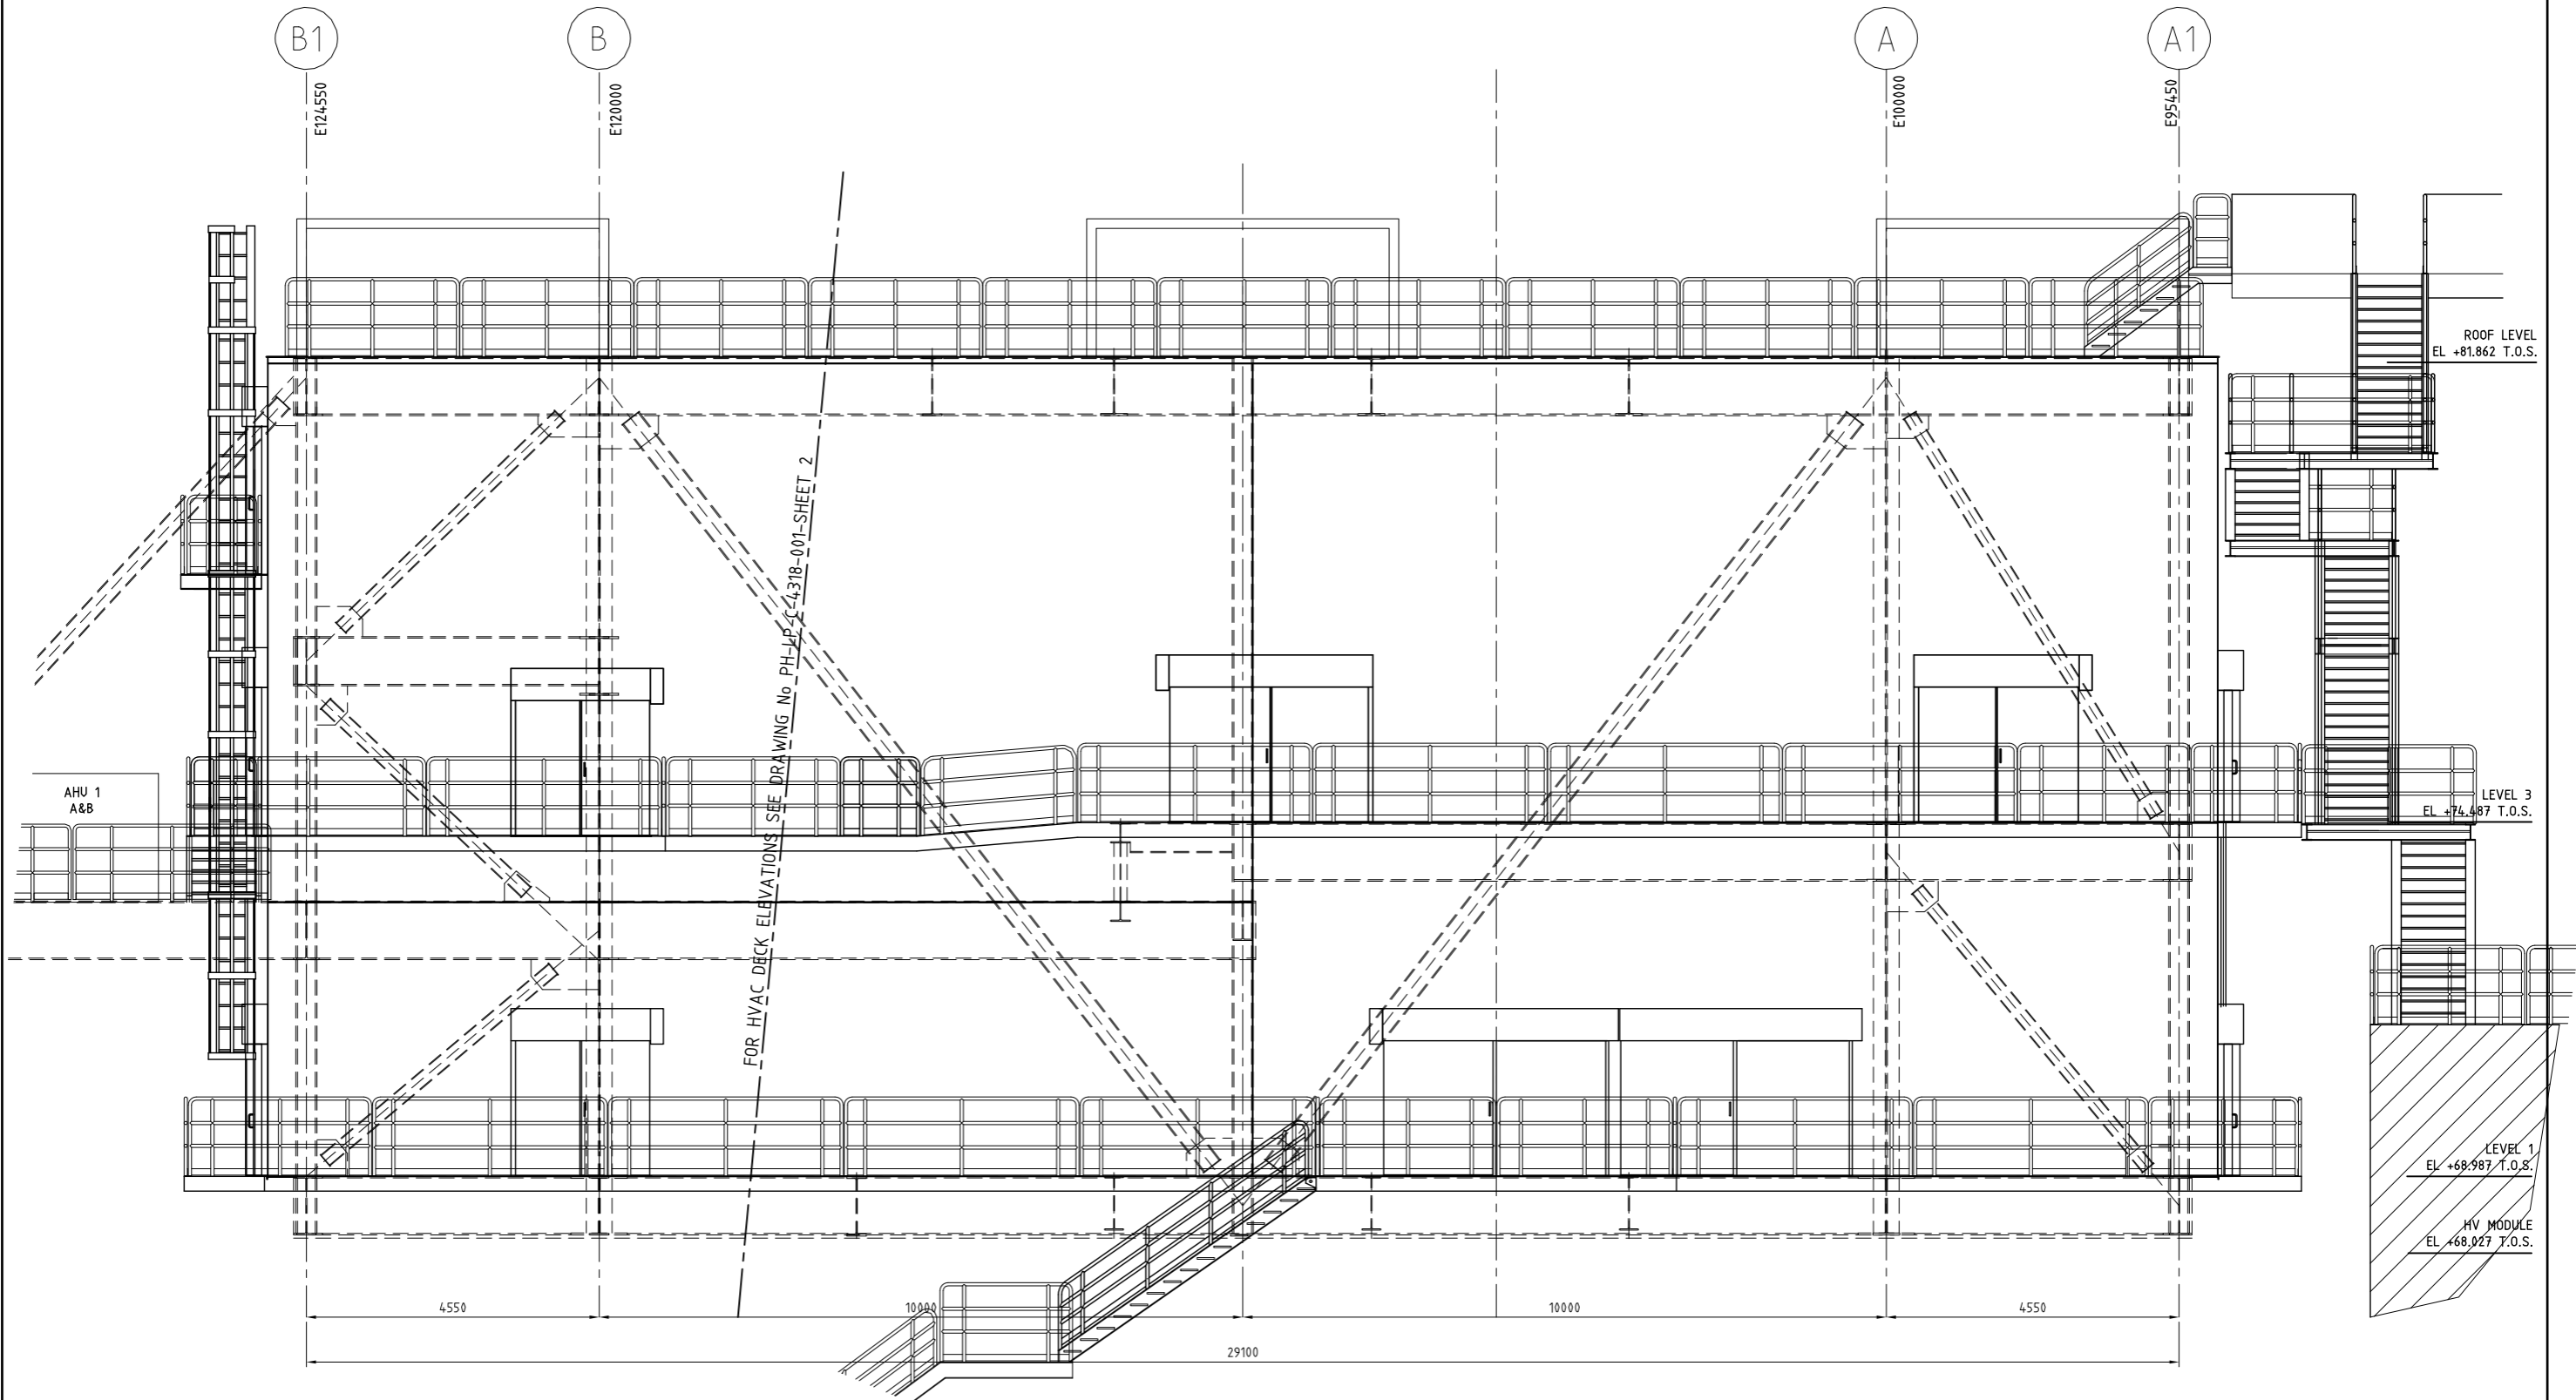 B1
B
A
A1
E124550
E120000
E100000
E95450
ROOF LEVEL
EL +81.862 T.O.S.
FOR HVAC DECK ELEVATIONS SEE DRAWING No PH-LP-C-4318-001-SHEET 2
AHU 1
A&B
LEVEL 3
EL +74.487 T.O.S.
LEVEL 1
EL +68.987 T.O.S.
HV MODULE
EL +68.027 T.O.S.
4550
10000
10000
4550
29100